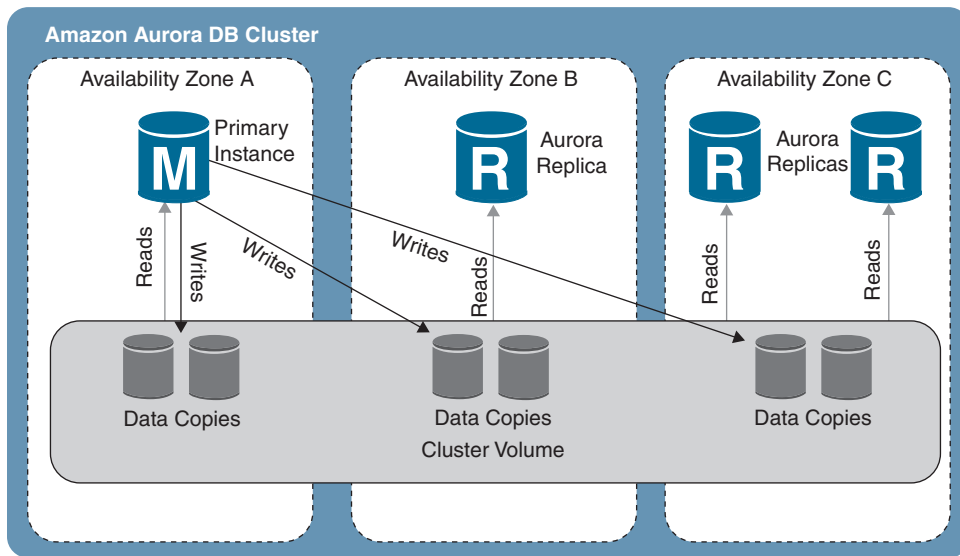 Amazon Aurora DB Cluster
Availability Zone A
Availability Zone B
Availability Zone C
M
Primary
Instance
R
Aurora
Replica
R
Aurora
Replicas
R
Reads
Writes
Writes
Reads
Writes
Reads
Reads
Data Copies
Data Copies
Data Copies
Cluster Volume